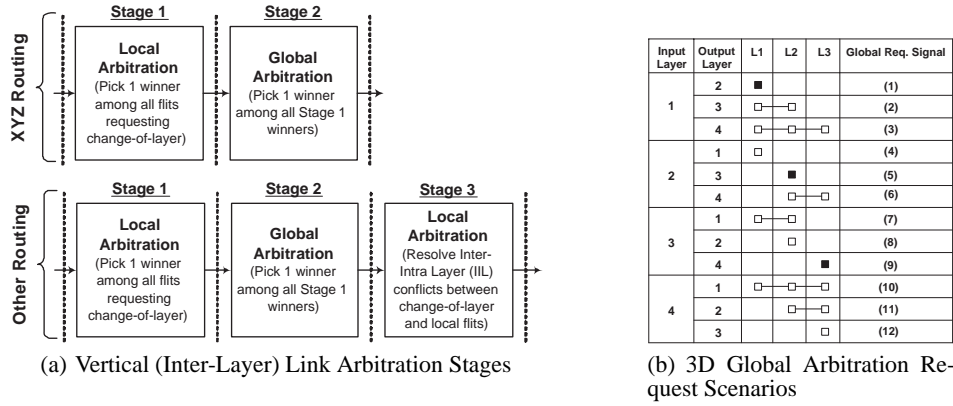 XYZ Routing
Stage 1
Local
Arbitration
(Pick 1 winner
among all flits
requesting
change-of-layer)
Stage 2
Global
Arbitration
(Pick 1 winner
among all Stage 1
winners)
Other Routing
Stage 1
Local
Arbitration
(Pick 1 winner
among all flits
requesting
change-of-layer)
Stage 2
Global
Arbitration
(Pick 1 winner
among all Stage 1
winners)
Stage 3
Local
Arbitration
(Resolve Inter-
Intra Layer (IIL)
conflicts between
change-of-layer
and local flits)
(a) Vertical (Inter-Layer) Link Arbitration Stages
Input Layer Output Layer L1 L2 L3 Global Req. Signal
1
2 (1)
3 (2)
4 (3)
2
1 (4)
3 (5)
4 (6)
3
1 (7)
2 (8)
4 (9)
4
1 (10)
2 (11)
3 (12)
(b) 3D Global Arbitration Re-
quest Scenarios